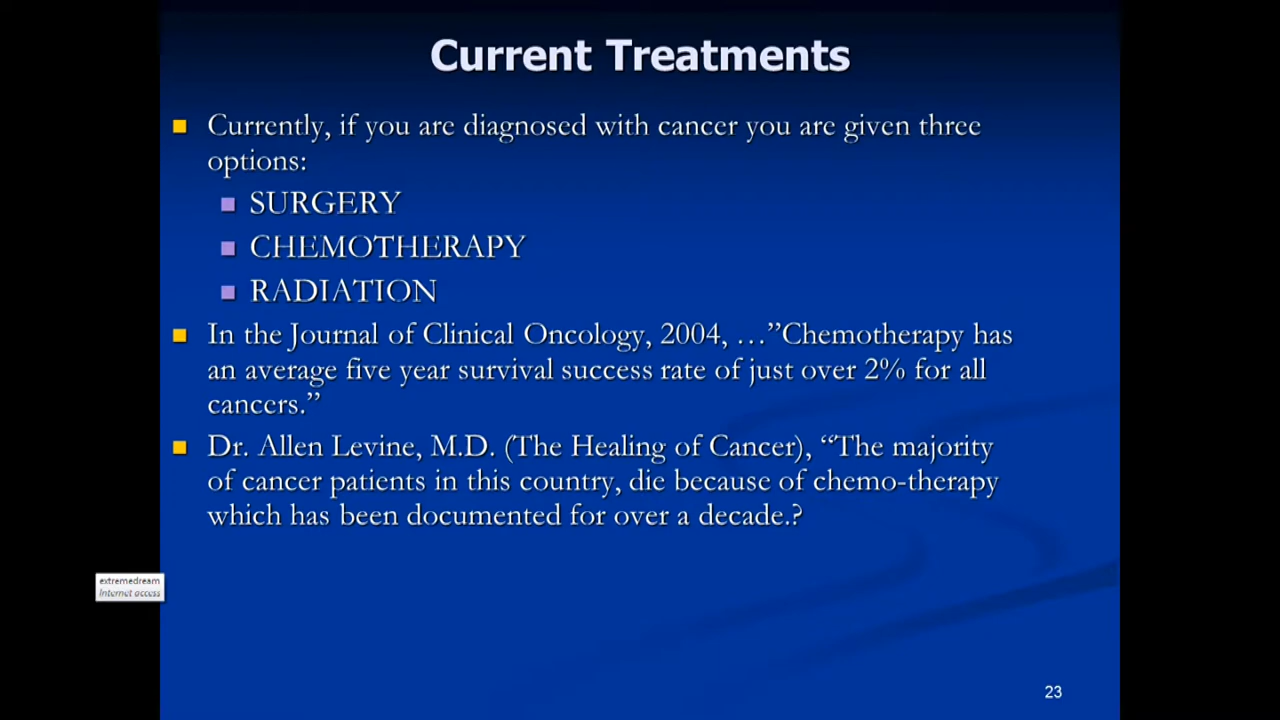 Current Treatments
Currently, if you are diagnosed with cancer you are given three
options:
SURGERY
CHEMOTHERAPY
RADIATION
In the Journal of Clinical Oncology, 2004, …”Chemotherapy has
an average five year survival success rate of just over 2% for all
cancers.”
Dr. Allen Levine, M.D. (The Healing of Cancer), “The majority
of cancer patients in this country, die because of chemo-therapy
which has been documented for over a decade.?
extremedream
Internet access
23